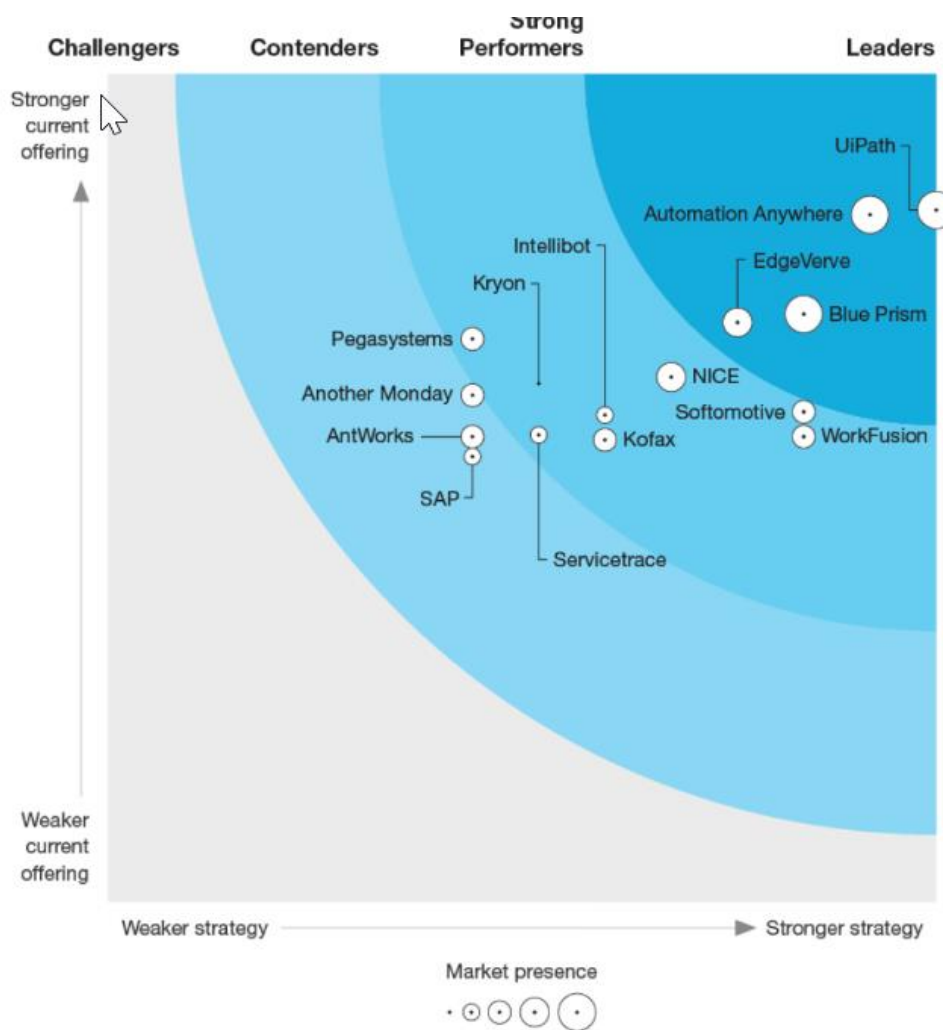 Challengers
Contenders
Strong
Performers
Leaders
Stronger
current
offering
UiPath
Automation Anywhere
Intellibot
EdgeVerve
Kryon
Blue Prism
Pegasystems
NICE
Another Monday
Softomotive
AntWorks
Kofax
WorkFusion
SAP
Servicetrace
Weaker
current
offering
Weaker strategy
Stronger strategy
Market presence